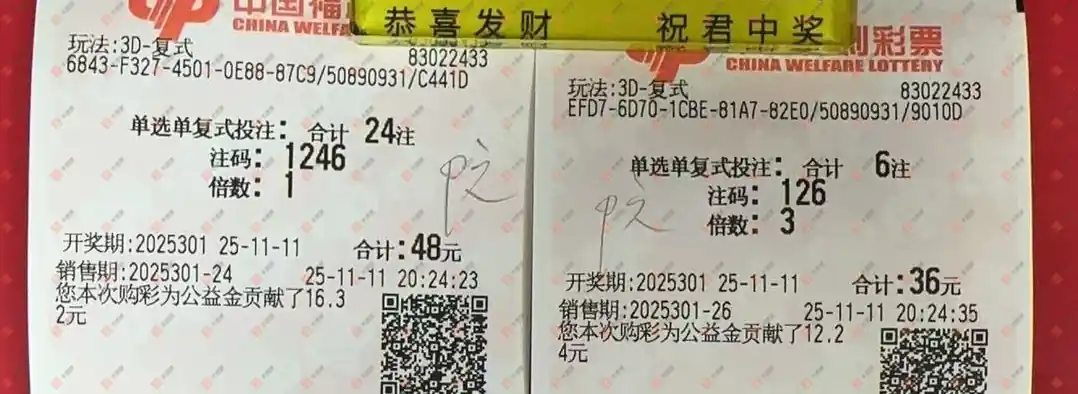 恭喜发财 祝君中奖
中国福
CHINA WELFA
玩法:3D-复式
83022433
6843-F327-4501-0E88-87C9/50890931/C441D
单选单复式投注: 合计 24注
注码: 1246
倍数: 1
开奖期:2025301 25-11-11 合计:48元
销售期:2025301-24 25-11-11 20:24:23
您本次购彩为公益金贡献了16.3
2元
利彩票
CHINA WELFARE LOTTERY
玩法:3D-复式
83022433
EFD7-6D70-1CBE-81A7-82E0/50890931/9010D
单选单复式投注: 合计 6注
注码: 126
倍数: 3
开奖期:2025301 25-11-11 合计:36元
销售期:2025301-26 25-11-11 20:24:35
您本次购彩为公益金贡献了12.2
4元